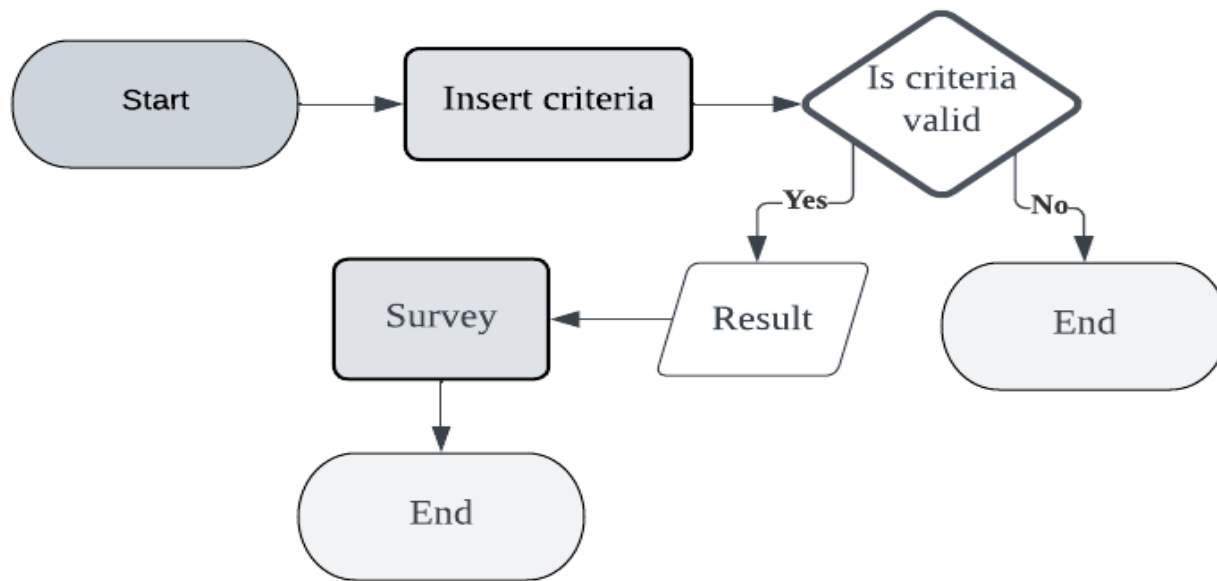 Start
Insert criteria
Is criteria
valid
Yes
No
Survey
Result
End
End